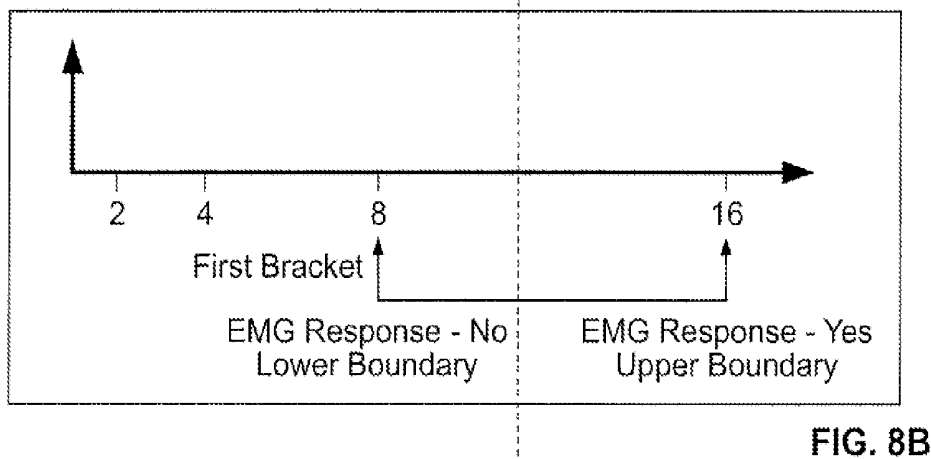 2 4 8 16
First Bracket
EMG Response - No EMG Response - Yes
Lower Boundary Upper Boundary
FIG. 8B